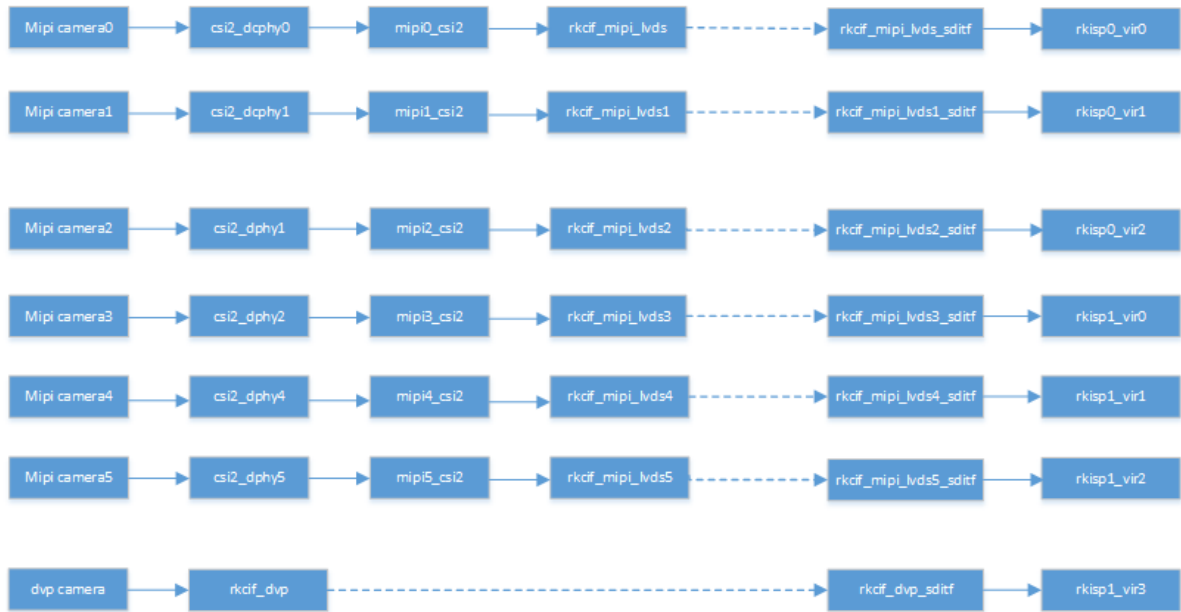 Mipi camera0 csi2_dcphy0 mipi0_csi2 rkcif_mipi_lvds rkcif_mipi_lvds_sditf rkisp0_vir0
Mipi camera1 csi2_dcphy1 mipi1_csi2 rkcif_mipi_lvds1 rkcif_mipi_lvds1_sditf rkisp0_vir1
Mipi camera2 csi2_dphy1 mipi2_csi2 rkcif_mipi_lvds2 rkcif_mipi_lvds2_sditf rkisp0_vir2
Mipi camera3 csi2_dphy2 mipi3_csi2 rkcif_mipi_lvds3 rkcif_mipi_lvds3_sditf rkisp1_vir0
Mipi camera4 csi2_dphy4 mipi4_csi2 rkcif_mipi_lvds4 rkcif_mipi_lvds4_sditf rkisp1_vir1
Mipi camera5 csi2_dphy5 mipi5_csi2 rkcif_mipi_lvds5 rkcif_mipi_lvds5_sditf rkisp1_vir2
dvp camera rkcif_dvp rkcif_dvp_sditf rkisp1_vir3